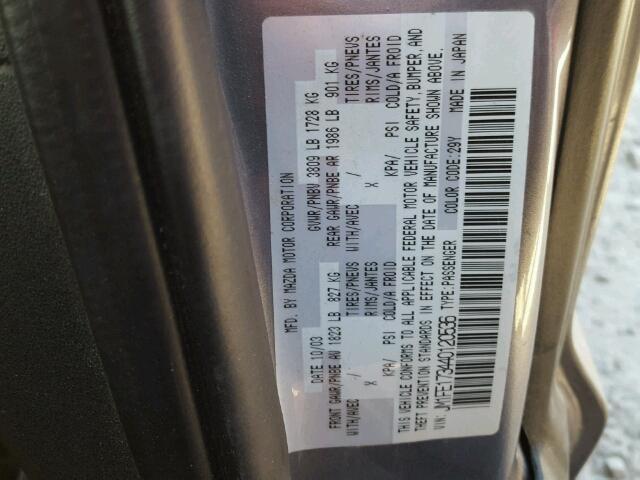 MFD. BY MAZDA MOTOR CORPORATION
DATE: 10/03 GVWR/PNBV 3809 LB 1728 KG
FRONT GAWR/PNBE AV 1823 LB 827 KG REAR GAWR/PNBE AR 1986 LB 901 KG
WITH/AVEC - / - TIRES/PNEUS WITH/AVEC - / - TIRES/PNEUS
X RIMS/JANTES X RIMS/JANTES
KPA/ PSI COLD/A FROID KPA/ PSI COLD/A FROID
THIS VEHICLE CONFORMS TO ALL APPLICABLE FEDERAL MOTOR VEHICLE SAFETY, BUMPER, AND
THEFT PREVENTION STANDARDS IN EFFECT ON THE DATE OF MANUFACTURE SHOWN ABOVE.
VIN: JM1FE173440120536 TYPE:PASSENGER COLOR CODE:29Y MADE IN JAPAN